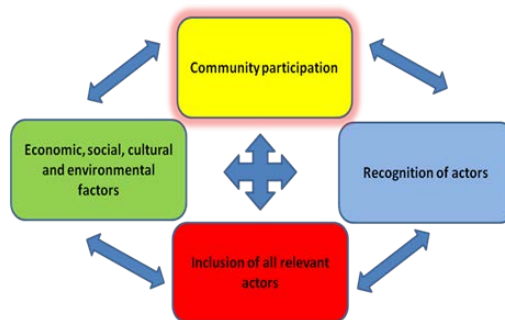 Community participation
Economic, social, cultural
and environmental
factors
Recognition of actors
Inclusion of all relevant
actors